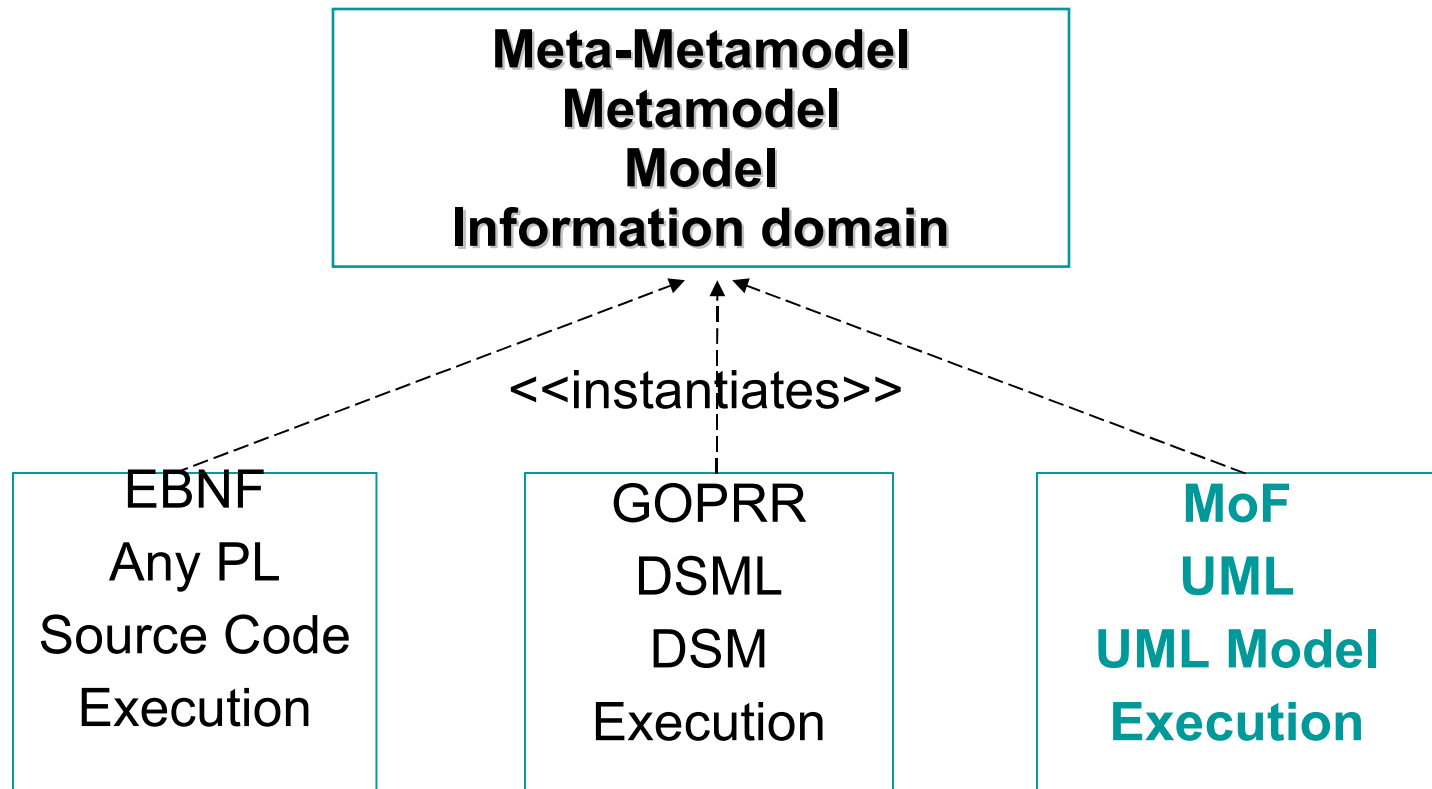 Meta-Metamodel
Metamodel
Model
Information domain
<<instantiates>>
EBNF
Any PL
Source Code
Execution
GOPRR
DSML
DSM
Execution
MoF
UML
UML Model
Execution